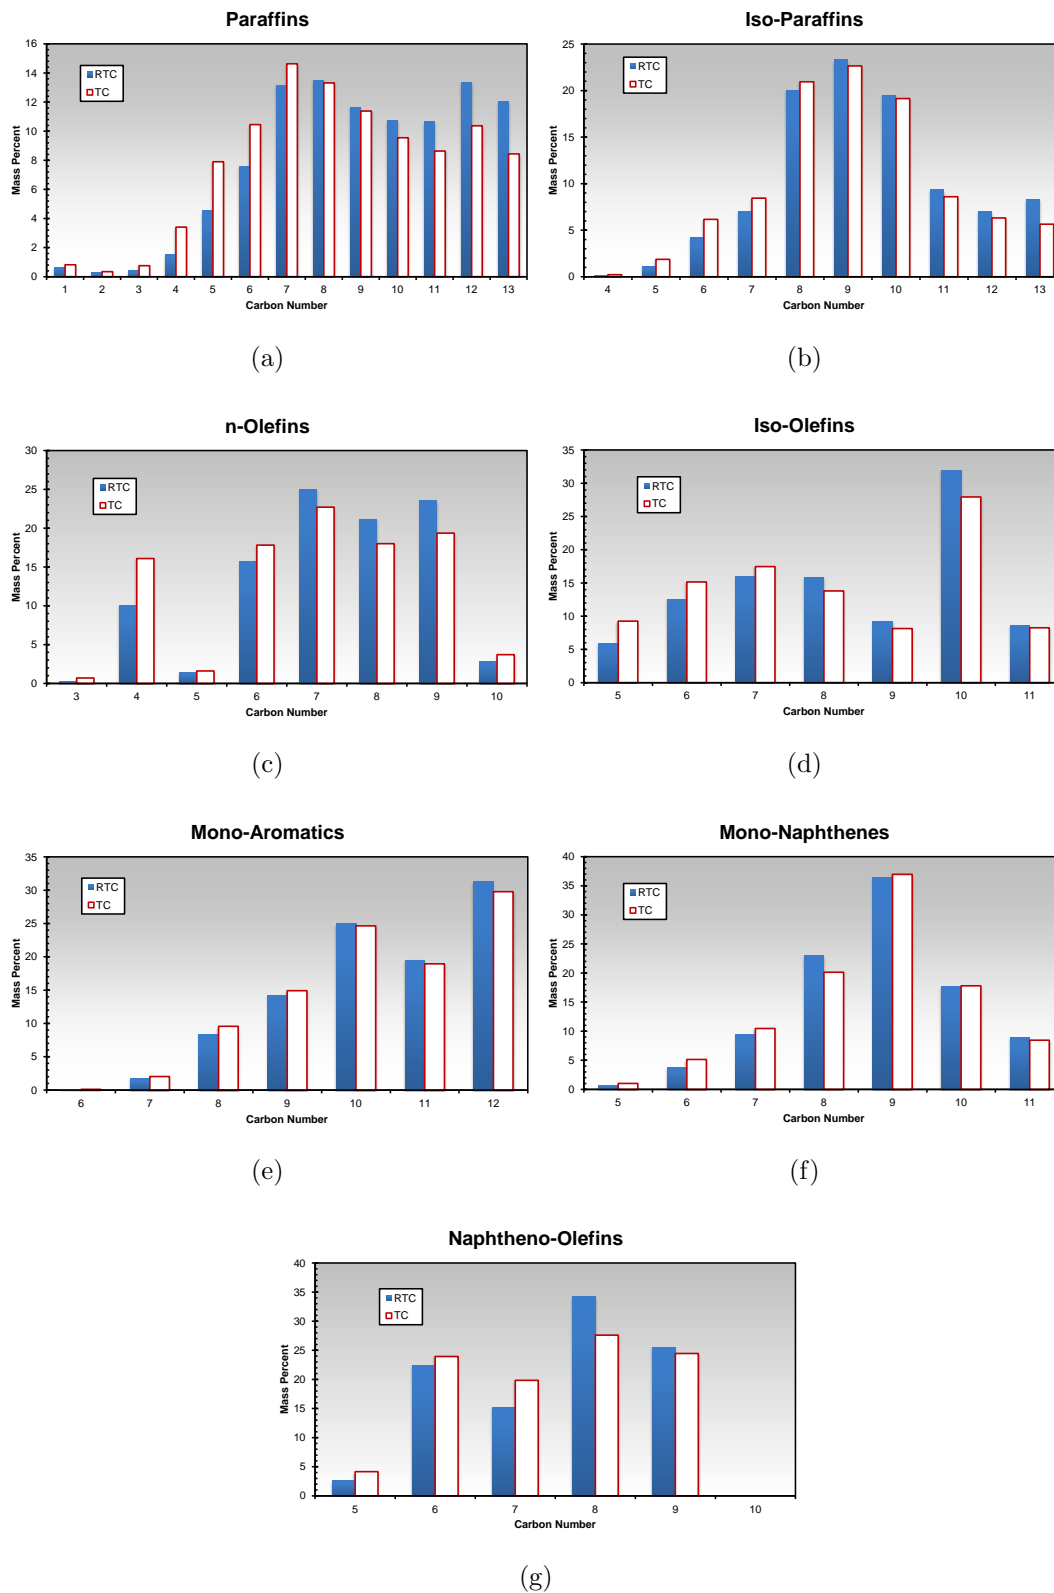 Paraffins
16
14
12
10
8
6
4
2
0
Mass Percent
RTC
TC
1 2 3 4 5 6 7 8 9 10 11 12 13
Carbon Number
(a)
Iso-Paraffins
25
20
15
10
5
0
Mass Percent
RTC
TC
4 5 6 7 8 9 10 11 12 13
Carbon Number
(b)
n-Olefins
30
25
20
15
10
5
0
Mass Percent
RTC
TC
3 4 5 6 7 8 9 10
Carbon Number
(c)
Iso-Olefins
35
30
25
20
15
10
5
0
Mass Percent
RTC
TC
5 6 7 8 9 10 11
Carbon Number
(d)
Mono-Aromatics
35
30
25
20
15
10
5
0
Mass Percent
RTC
TC
6 7 8 9 10 11 12
Carbon Number
(e)
Mono-Naphthenes
40
35
30
25
20
15
10
5
0
Mass Percent
RTC
TC
5 6 7 8 9 10 11
Carbon Number
(f)
Naphtheno-Olefins
40
35
30
25
20
15
10
5
0
Mass Percent
RTC
TC
5 6 7 8 9 10
Carbon Number
(g)